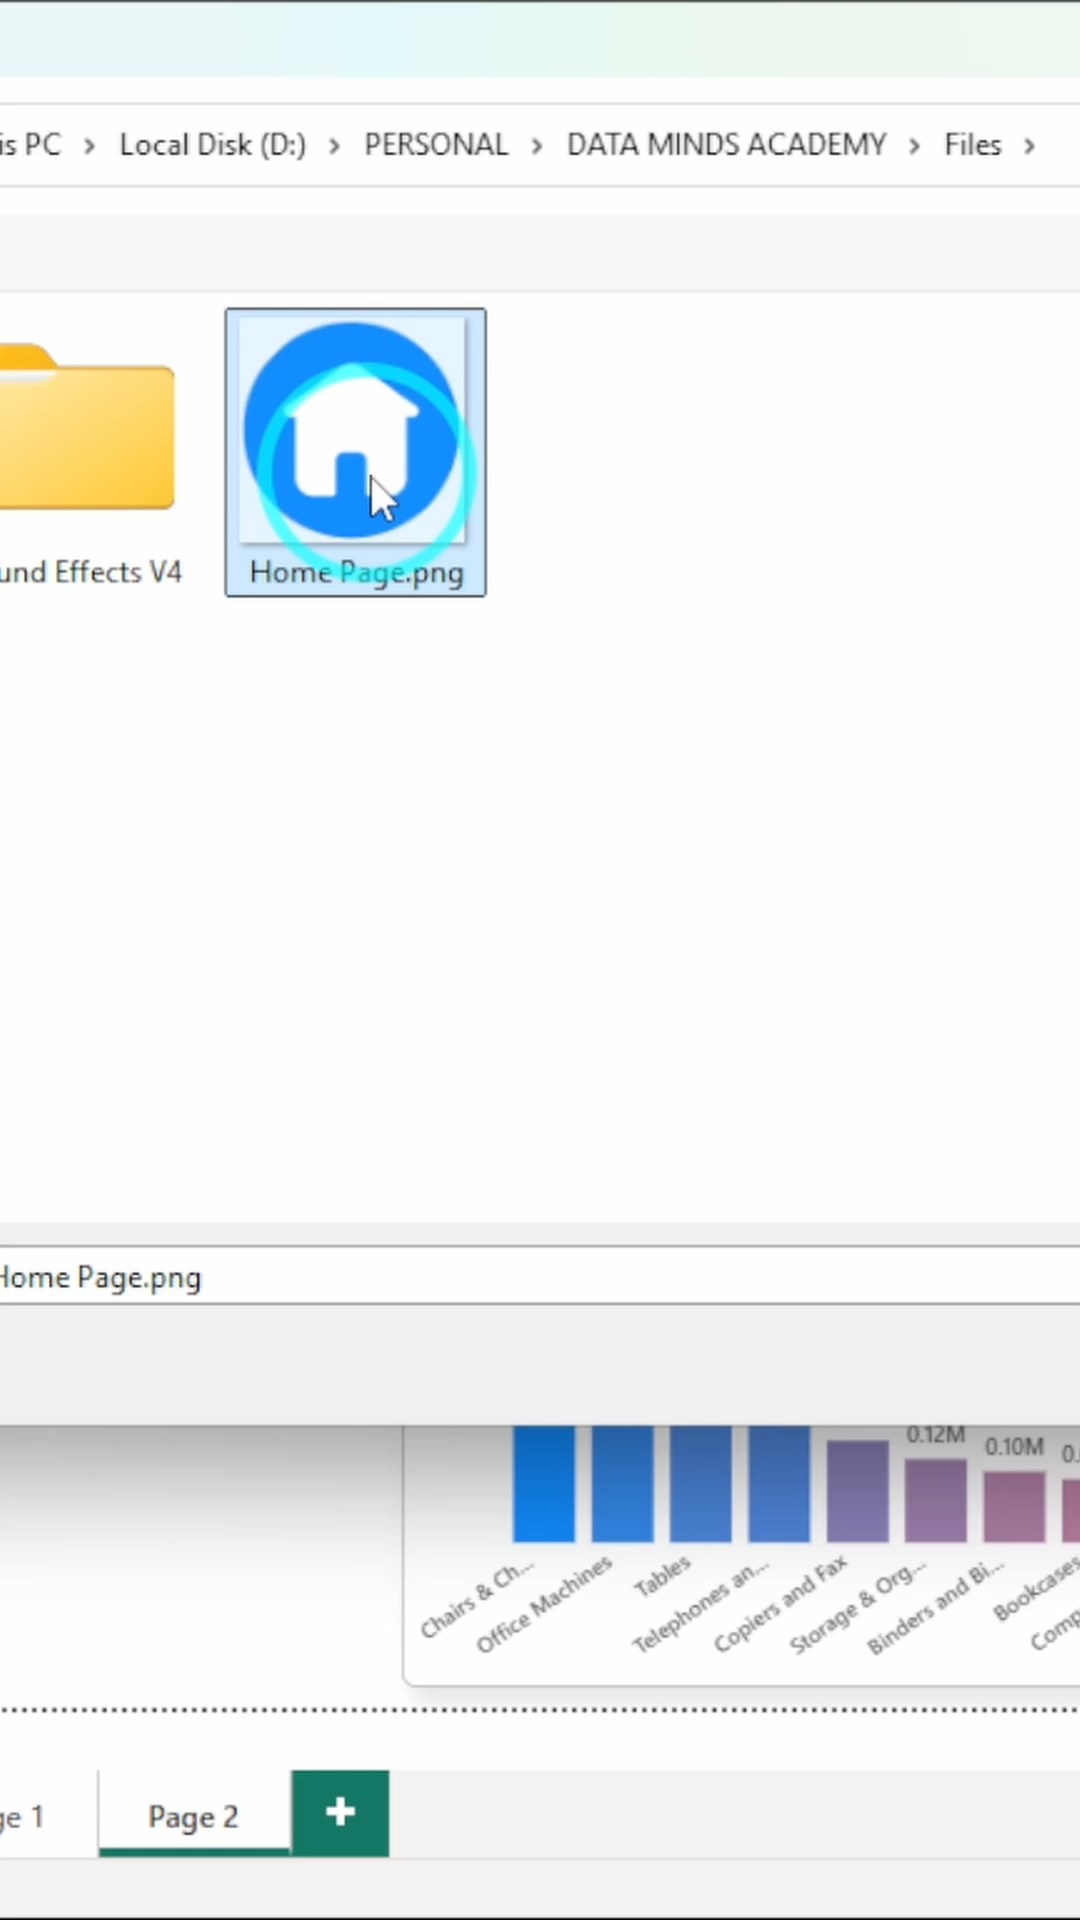 is PC > Local Disk (D:) > PERSONAL > DATA MINDS ACADEMY > Files >
und Effects V4
Home Page.png
Home Page.png
0.12M
0.10M
0.
Chairs & Ch...
Office Machines
Tables
Telephones an...
Copiers and Fax
Storage & Org...
Binders and Bi...
Bookcases
Comp
ge 1
Page 2